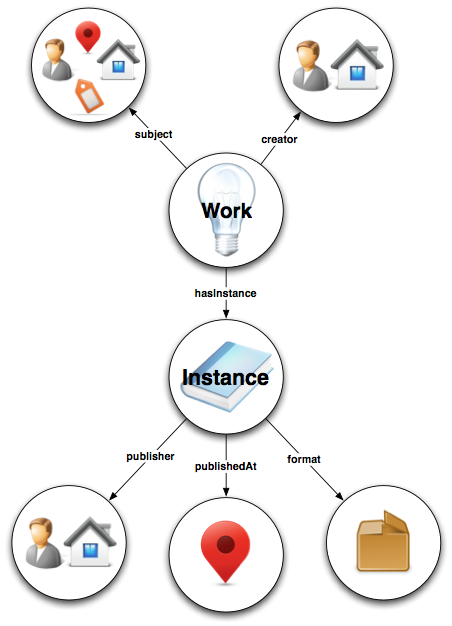 subject
creator
Work
hasInstance
Instance
publisher
publishedAt
format